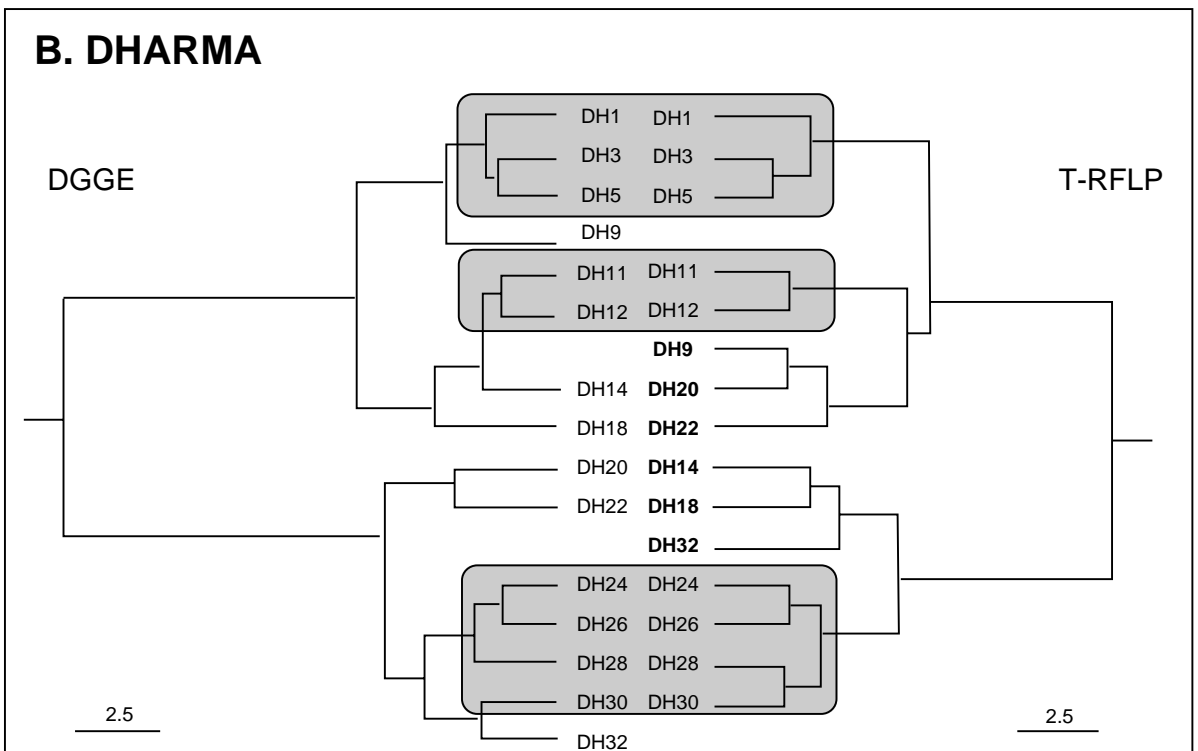 B. DHARMA
DGGE
T-RFLP
DH1 DH1
DH3 DH3
DH5 DH5
DH9
DH11 DH11
DH12 DH12
DH9
DH14 DH20
DH18 DH22
DH20 DH14
DH22 DH18
DH32
DH24 DH24
DH26 DH26
DH28 DH28
DH30 DH30
DH32
2.5
2.5